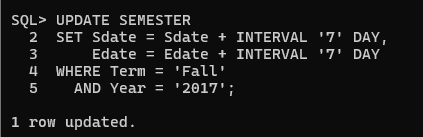 SQL> UPDATE SEMESTER
  2  SET Sdate = Sdate + INTERVAL '7' DAY,
  3      Edate = Edate + INTERVAL '7' DAY
  4  WHERE Term = 'Fall'
  5    AND Year = '2017';
1 row updated.